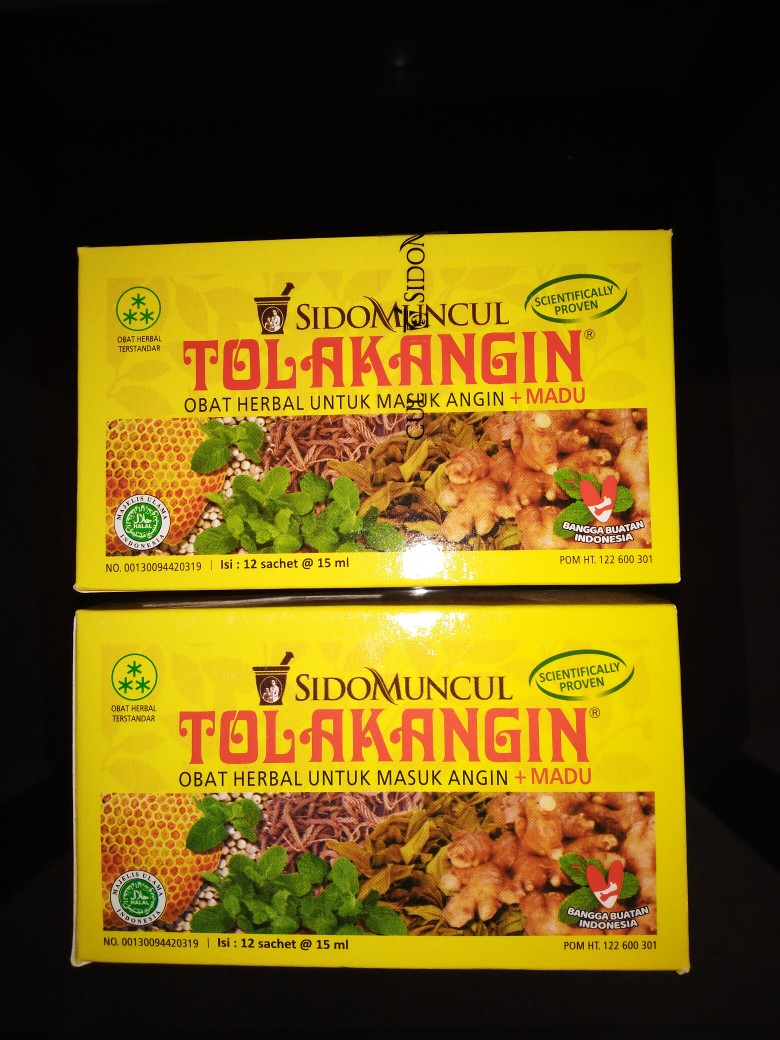 OBAT HERBAL
TERSTANDAR
SIDOMUNCUL
SCIENTIFICALLY
PROVEN
TOLAKANGIN®
OBAT HERBAL UNTUK MASUK ANGIN + MADU
SIDOM
CUL
MAJELIS ULAMA
HALAL
INDONESIA
BANGGA BUATAN
INDONESIA
NO. 00130094420319 | Isi : 12 sachet @ 15 ml
POM HT. 122 600 301
OBAT HERBAL
TERSTANDAR
SIDOMUNCUL
SCIENTIFICALLY
PROVEN
TOLAKANGIN®
OBAT HERBAL UNTUK MASUK ANGIN + MADU
MAJELIS ULAMA
HALAL
INDONESIA
BANGGA BUATAN
INDONESIA
NO. 00130094420319 | Isi : 12 sachet @ 15 ml
POM HT. 122 600 301